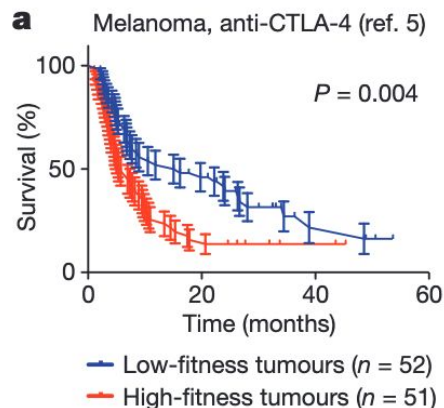 a Melanoma, anti-CTLA-4 (ref. 5)
100
P = 0.004
Survival (%)
50
0
0 20 40 60
Time (months)
Low-fitness tumours (n = 52)
High-fitness tumours (n = 51)